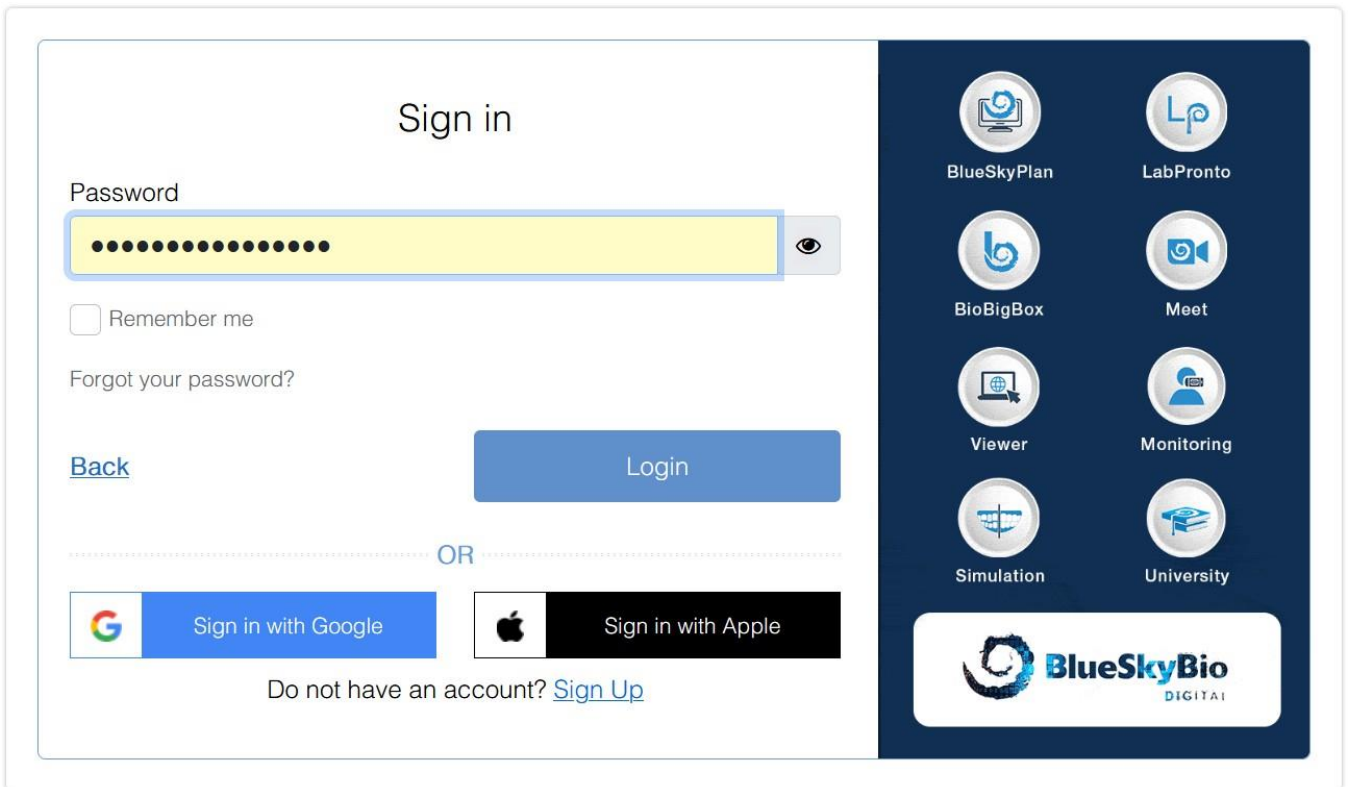 Sign in
Password
••••••••••••••••
Remember me
Forgot your password?
Back
Login
OR
Sign in with Google
Sign in with Apple
Do not have an account? Sign Up
BlueSkyPlan
LabPronto
BioBigBox
Meet
Viewer
Monitoring
Simulation
University
BlueSkyBio
DIGITAL